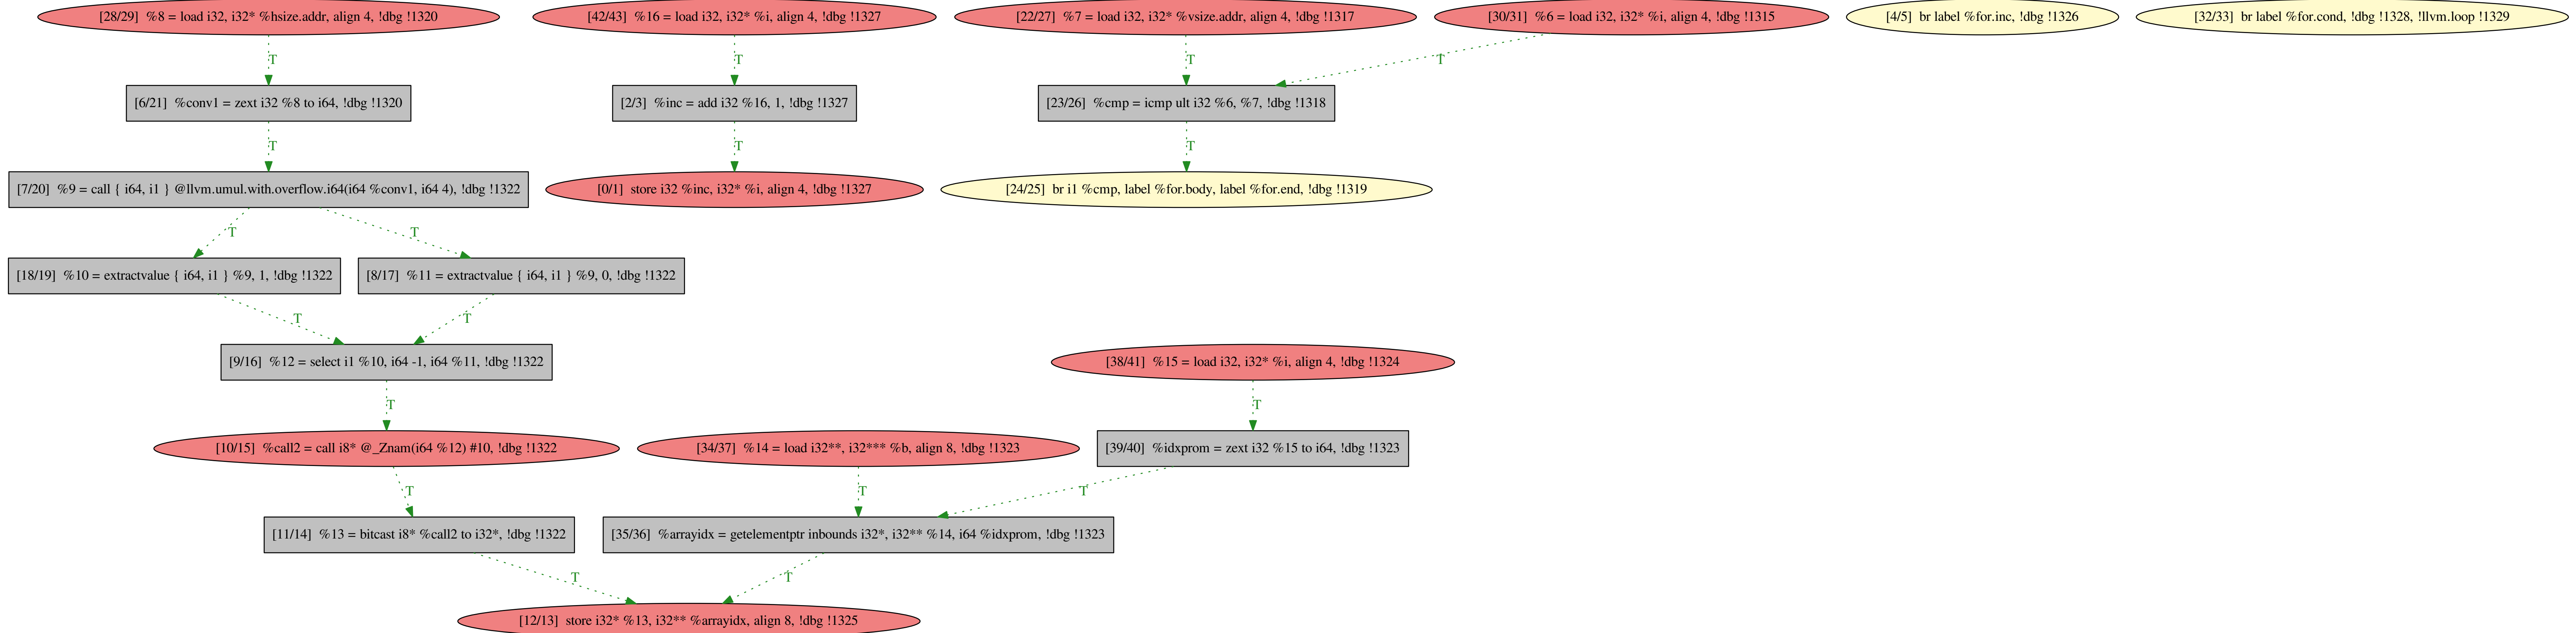 [28/29]  %8 = load i32, i32* %hsize.addr, align 4, !dbg !1320
[42/43]  %16 = load i32, i32* %i, align 4, !dbg !1327
[22/27]  %7 = load i32, i32* %vsize.addr, align 4, !dbg !1317
[30/31]  %6 = load i32, i32* %i, align 4, !dbg !1315
[4/5]  br label %for.inc, !dbg !1326
[32/33]  br label %for.cond, !dbg !1328, !llvm.loop !1329
T
T
T
T
[6/21]  %conv1 = zext i32 %8 to i64, !dbg !1320
[2/3]  %inc = add i32 %16, 1, !dbg !1327
[23/26]  %cmp = icmp ult i32 %6, %7, !dbg !1318
T
T
T
[7/20]  %9 = call { i64, i1 } @llvm.umul.with.overflow.i64(i64 %conv1, i64 4), !dbg !1322
[0/1]  store i32 %inc, i32* %i, align 4, !dbg !1327
[24/25]  br i1 %cmp, label %for.body, label %for.end, !dbg !1319
T
T
[18/19]  %10 = extractvalue { i64, i1 } %9, 1, !dbg !1322
[8/17]  %11 = extractvalue { i64, i1 } %9, 0, !dbg !1322
T
T
[9/16]  %12 = select i1 %10, i64 -1, i64 %11, !dbg !1322
[38/41]  %15 = load i32, i32* %i, align 4, !dbg !1324
T
T
[10/15]  %call2 = call i8* @_Znam(i64 %12) #10, !dbg !1322
[34/37]  %14 = load i32**, i32*** %b, align 8, !dbg !1323
[39/40]  %idxprom = zext i32 %15 to i64, !dbg !1323
T
T
T
[11/14]  %13 = bitcast i8* %call2 to i32*, !dbg !1322
[35/36]  %arrayidx = getelementptr inbounds i32*, i32** %14, i64 %idxprom, !dbg !1323
T
T
[12/13]  store i32* %13, i32** %arrayidx, align 8, !dbg !1325